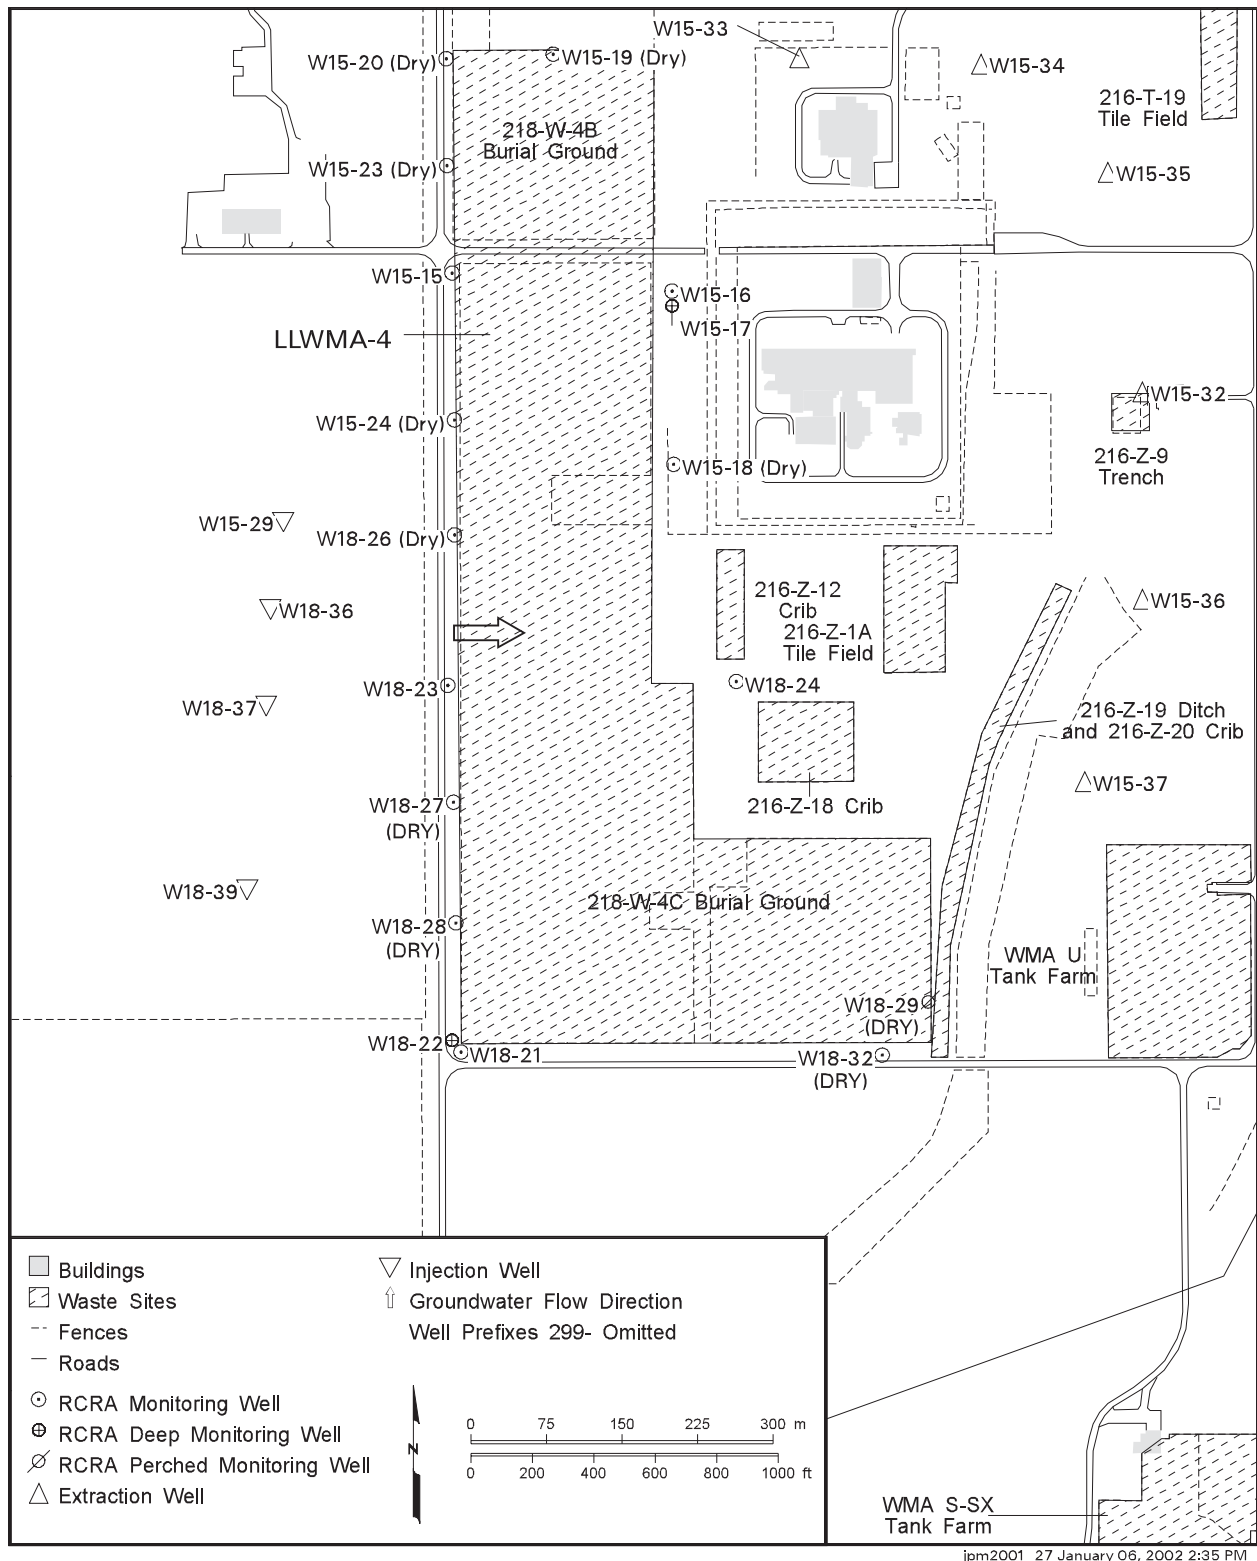 W15-33
W15-20 (Dry)
W15-19 (Dry)
W15-34
216-T-19
Tile Field
218-W-4B
Burial Ground
W15-23 (Dry)
W15-35
W15-15
W15-16
W15-17
LLWMA-4
W15-32
W15-24 (Dry)
216-Z-9
Trench
W15-18 (Dry)
W15-29
W18-26 (Dry)
216-Z-12
Crib
216-Z-1A
Tile Field
W15-36
W18-36
W18-23
W18-24
W18-37
216-Z-19 Ditch
and 216-Z-20 Crib
W15-37
W18-27
(DRY)
216-Z-18 Crib
W18-39
218-W-4C Burial Ground
W18-28
(DRY)
WMA U
Tank Farm
W18-29
(DRY)
W18-22
W18-21
W18-32
(DRY)
Buildings
Waste Sites
Fences
Roads
RCRA Monitoring Well
RCRA Deep Monitoring Well
RCRA Perched Monitoring Well
Extraction Well
Injection Well
Groundwater Flow Direction
Well Prefixes 299- Omitted
N
0 75 150 225 300 m
0 200 400 600 800 1000 ft
WMA S-SX
Tank Farm
jpm2001 27 January 06, 2002 2:35 PM